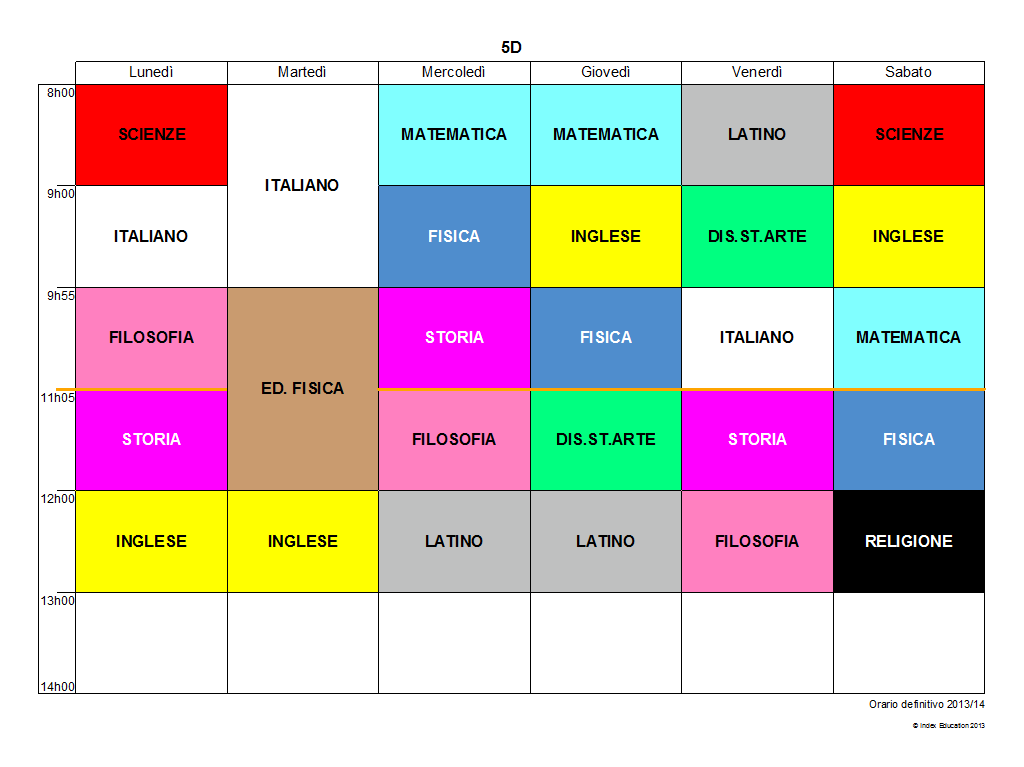 5D
Lunedì Martedì Mercoledì Giovedì Venerdì Sabato
8h00
SCIENZE MATEMATICA MATEMATICA LATINO SCIENZE
ITALIANO
9h00
ITALIANO FISICA INGLESE DIS.ST.ARTE INGLESE
9h55
FILOSOFIA STORIA FISICA ITALIANO MATEMATICA
ED. FISICA
11h05
STORIA FILOSOFIA DIS.ST.ARTE STORIA FISICA
12h00
INGLESE INGLESE LATINO LATINO FILOSOFIA RELIGIONE
13h00
14h00
Orario definitivo 2013/14
© Index Education 2013